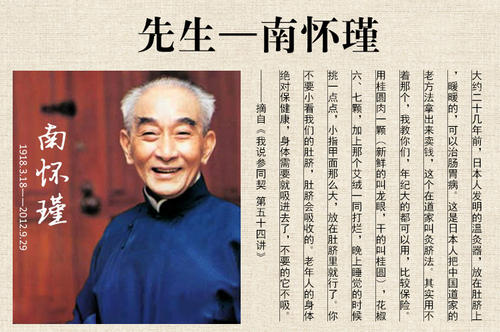 先生—南怀瑾
南怀瑾
1918.3.18——2012.9.29
大约二十几年前，日本人发明的温灸器，放在肚脐上
，暖暖的，可以治肠胃病 这是日本人把中国道家的
老方法拿出来卖钱，这个在道家叫灸脐法。其实用不
着那个，我教你们，年纪大的都可以用，比较保险。
用桂圆肉一颗（新鲜的叫龙眼，干的叫桂圆），花椒
六、七颗，加上那个艾绒一同打烂，晚上睡觉的时候
挑一点点，小指甲面那么大，放在肚脐里就行了。你
不要小看我们的肚脐，肚脐会吸收的。老年人的身体
绝对保健康，身体需要就吸进去了，不要的它不吸。
——摘自《我说参同契 第五十四讲》